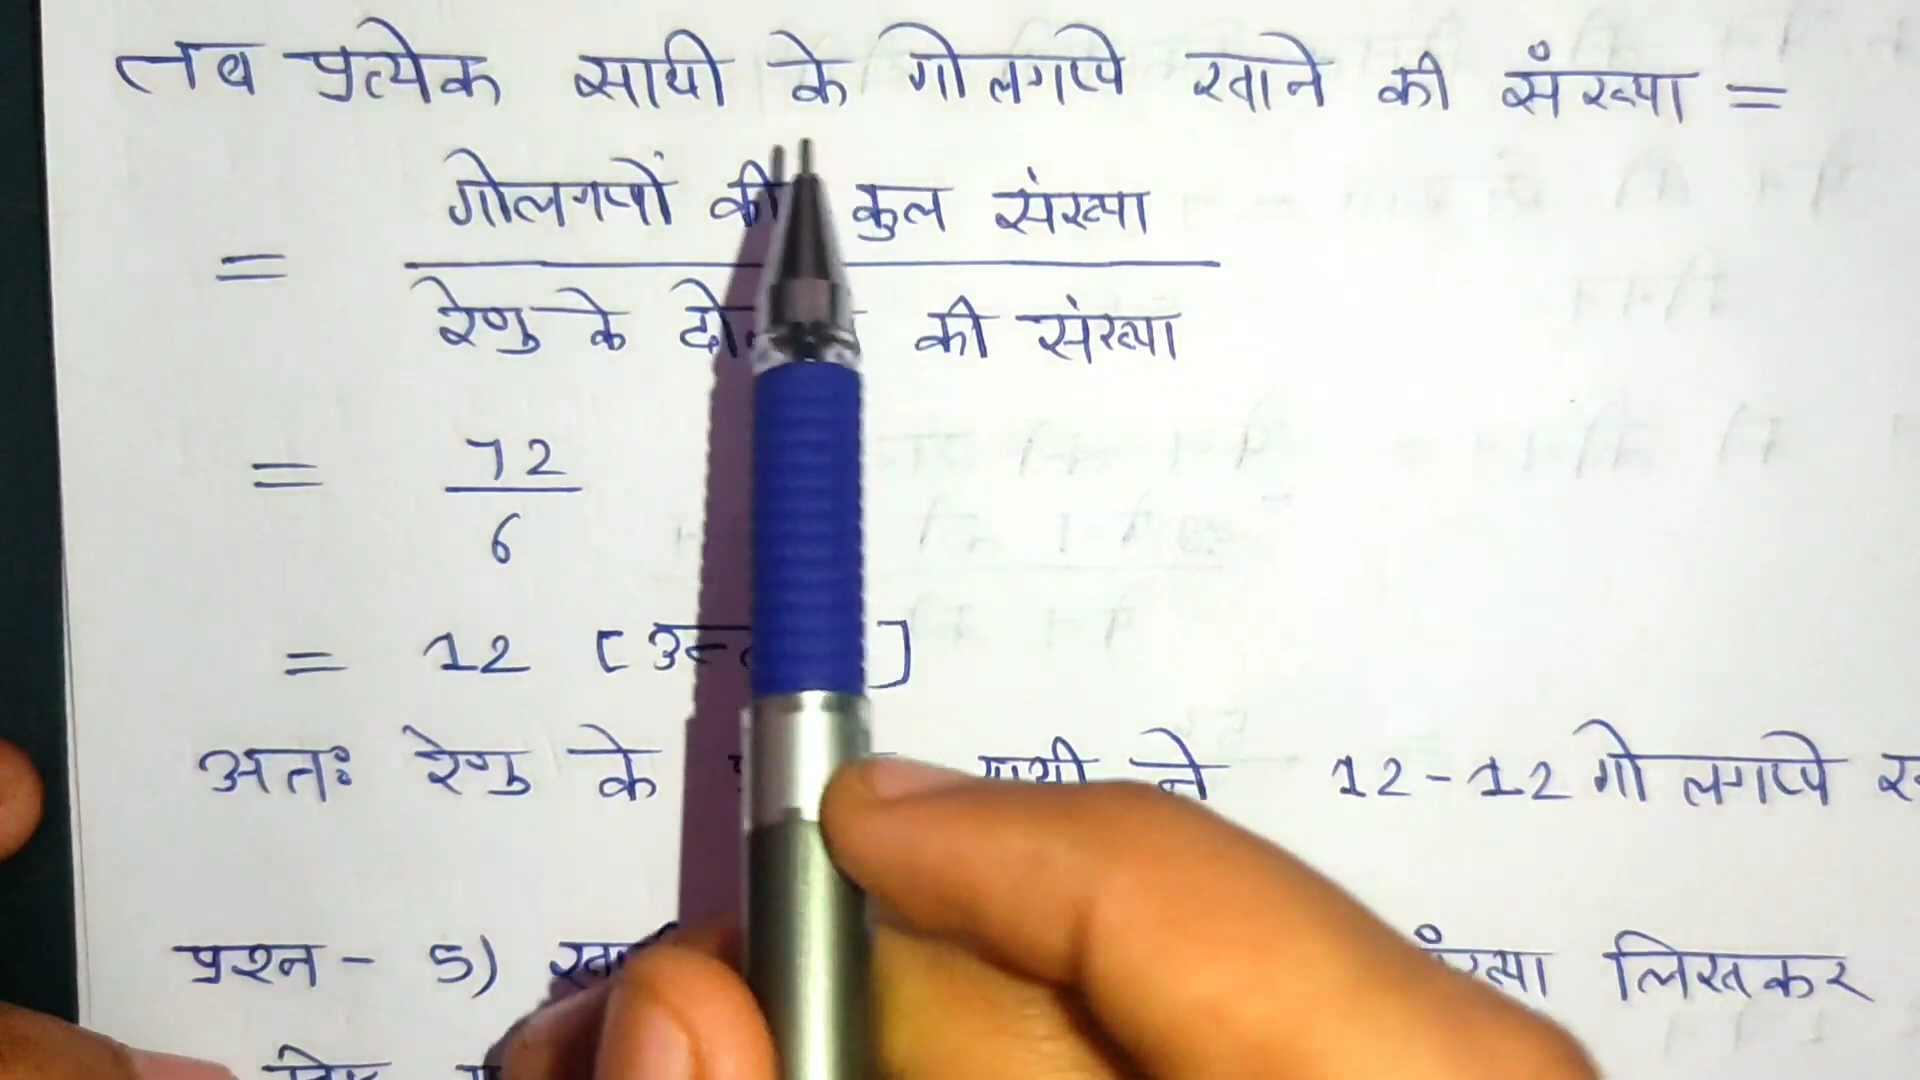 तब प्रत्येक साथी के गोलगप्पे खाने की संख्या =
= गोलगप्पों की कुल संख्या
रेणु के की संख्या
= 72
6
= 12 [ ]
अतः रेणु के ने 12-12 गोलगप्पे
प्रश्न - 5) लिखकर